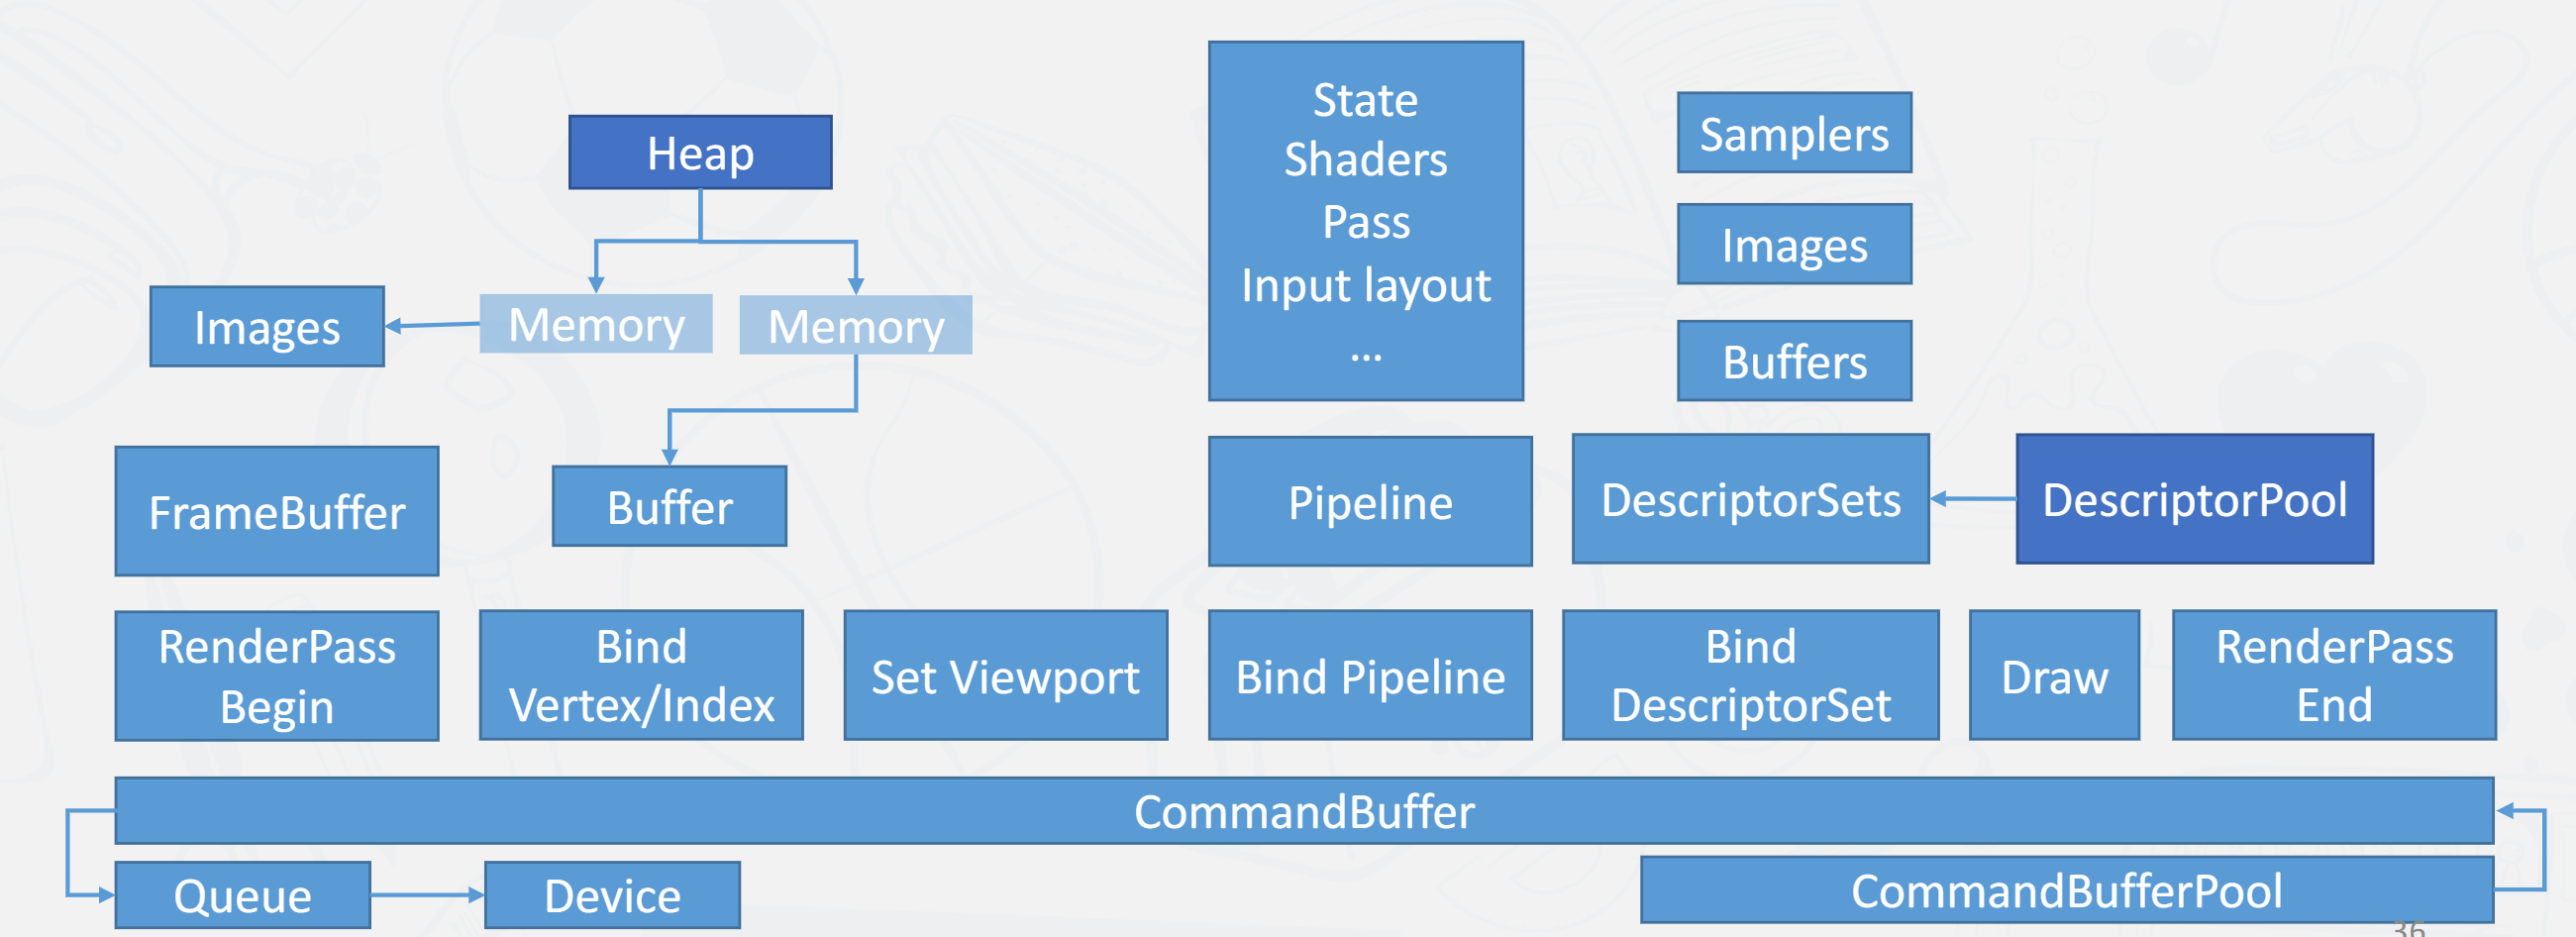 Heap
State
Shaders
Pass
Input layout
...
Samplers
Images
Buffers
Images
Memory
Memory
FrameBuffer
Buffer
Pipeline
DescriptorSets
DescriptorPool
RenderPass
Begin
Bind
Vertex/Index
Set Viewport
Bind Pipeline
Bind
DescriptorSet
Draw
RenderPass
End
CommandBuffer
Queue
Device
CommandBufferPool
36